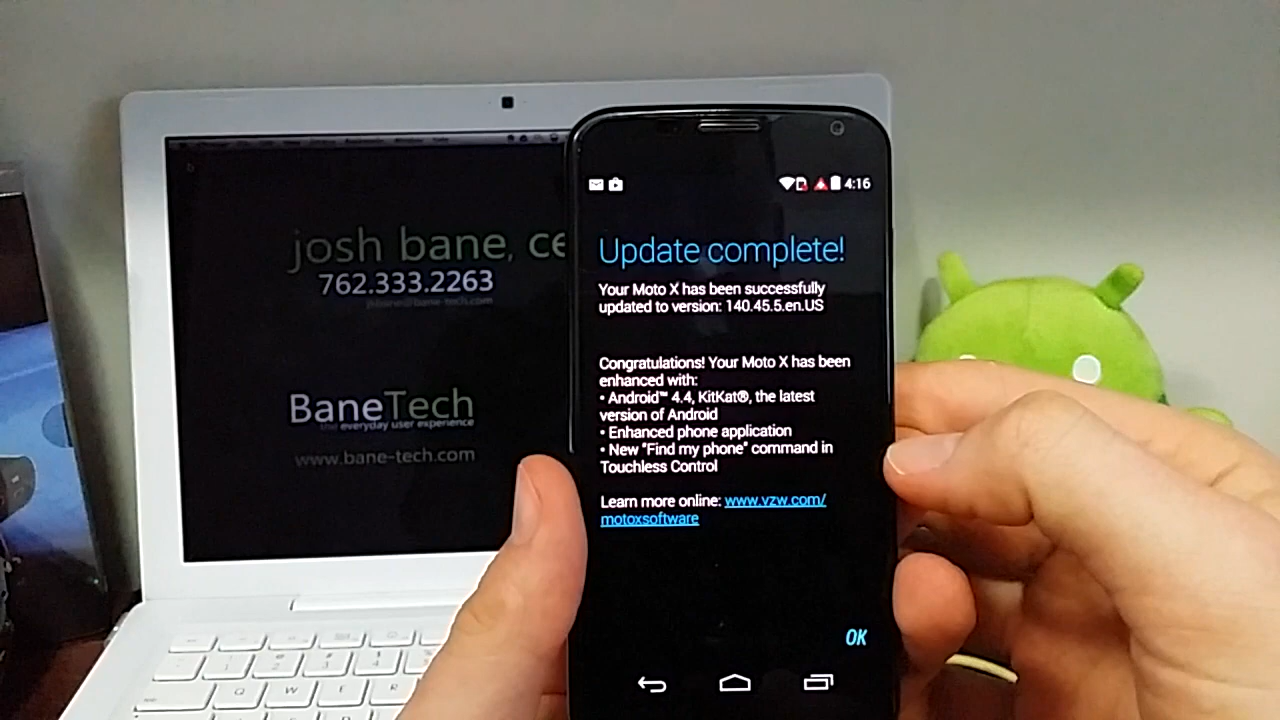 josh bane, ce
762.333.2263
BaneTech
everyday user experience
www.bane-tech.com
4:16
Update complete!
Your Moto X has been successfully
updated to version: 140.45.5.en.US
Congratulations! Your Moto X has been
enhanced with:
• Android™ 4.4, KitKat®, the latest
version of Android
• Enhanced phone application
• New "Find my phone" command in
Touchless Control
Learn more online: www.vzw.com/
motoxsoftware
OK
Q W E R